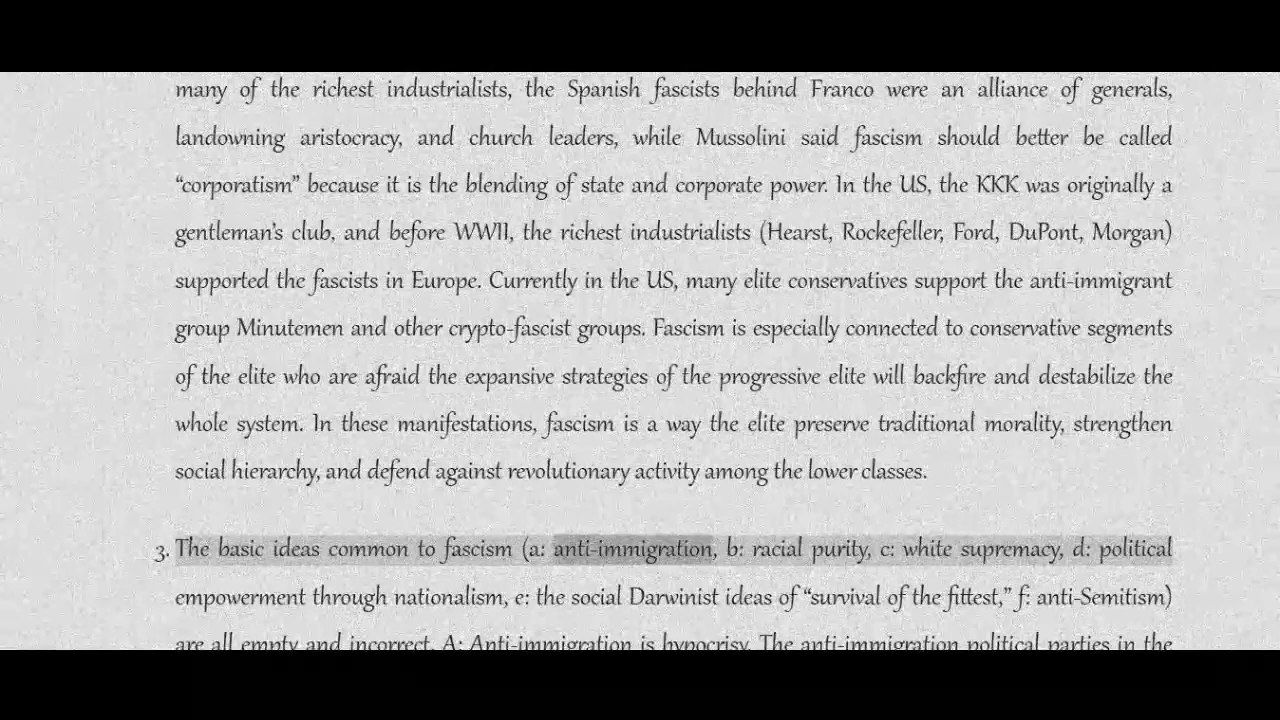 many of the richest industrialists, the Spanish fascists behind Franco were an alliance of generals,
landowning aristocracy, and church leaders, while Mussolini said fascism should better be called
“corporatism” because it is the blending of state and corporate power. In the US, the KKK was originally a
gentleman’s club, and before WWII, the richest industrialists (Hearst, Rockefeller, Ford, DuPont, Morgan)
supported the fascists in Europe. Currently in the US, many elite conservatives support the anti-immigrant
group Minutemen and other crypto-fascist groups. Fascism is especially connected to conservative segments
of the elite who are afraid the expansive strategies of the progressive elite will backfire and destabilize the
whole system. In these manifestations, fascism is a way the elite preserve traditional morality, strengthen
social hierarchy, and defend against revolutionary activity among the lower classes.
3. The basic ideas common to fascism (a: anti-immigration, b: racial purity, c: white supremacy, d: political
empowerment through nationalism, e: the social Darwinist ideas of “survival of the fittest,” f: anti-Semitism)
are all empty and incorrect. A: Anti-immigration is hypocrisy. The anti-immigration political parties in the